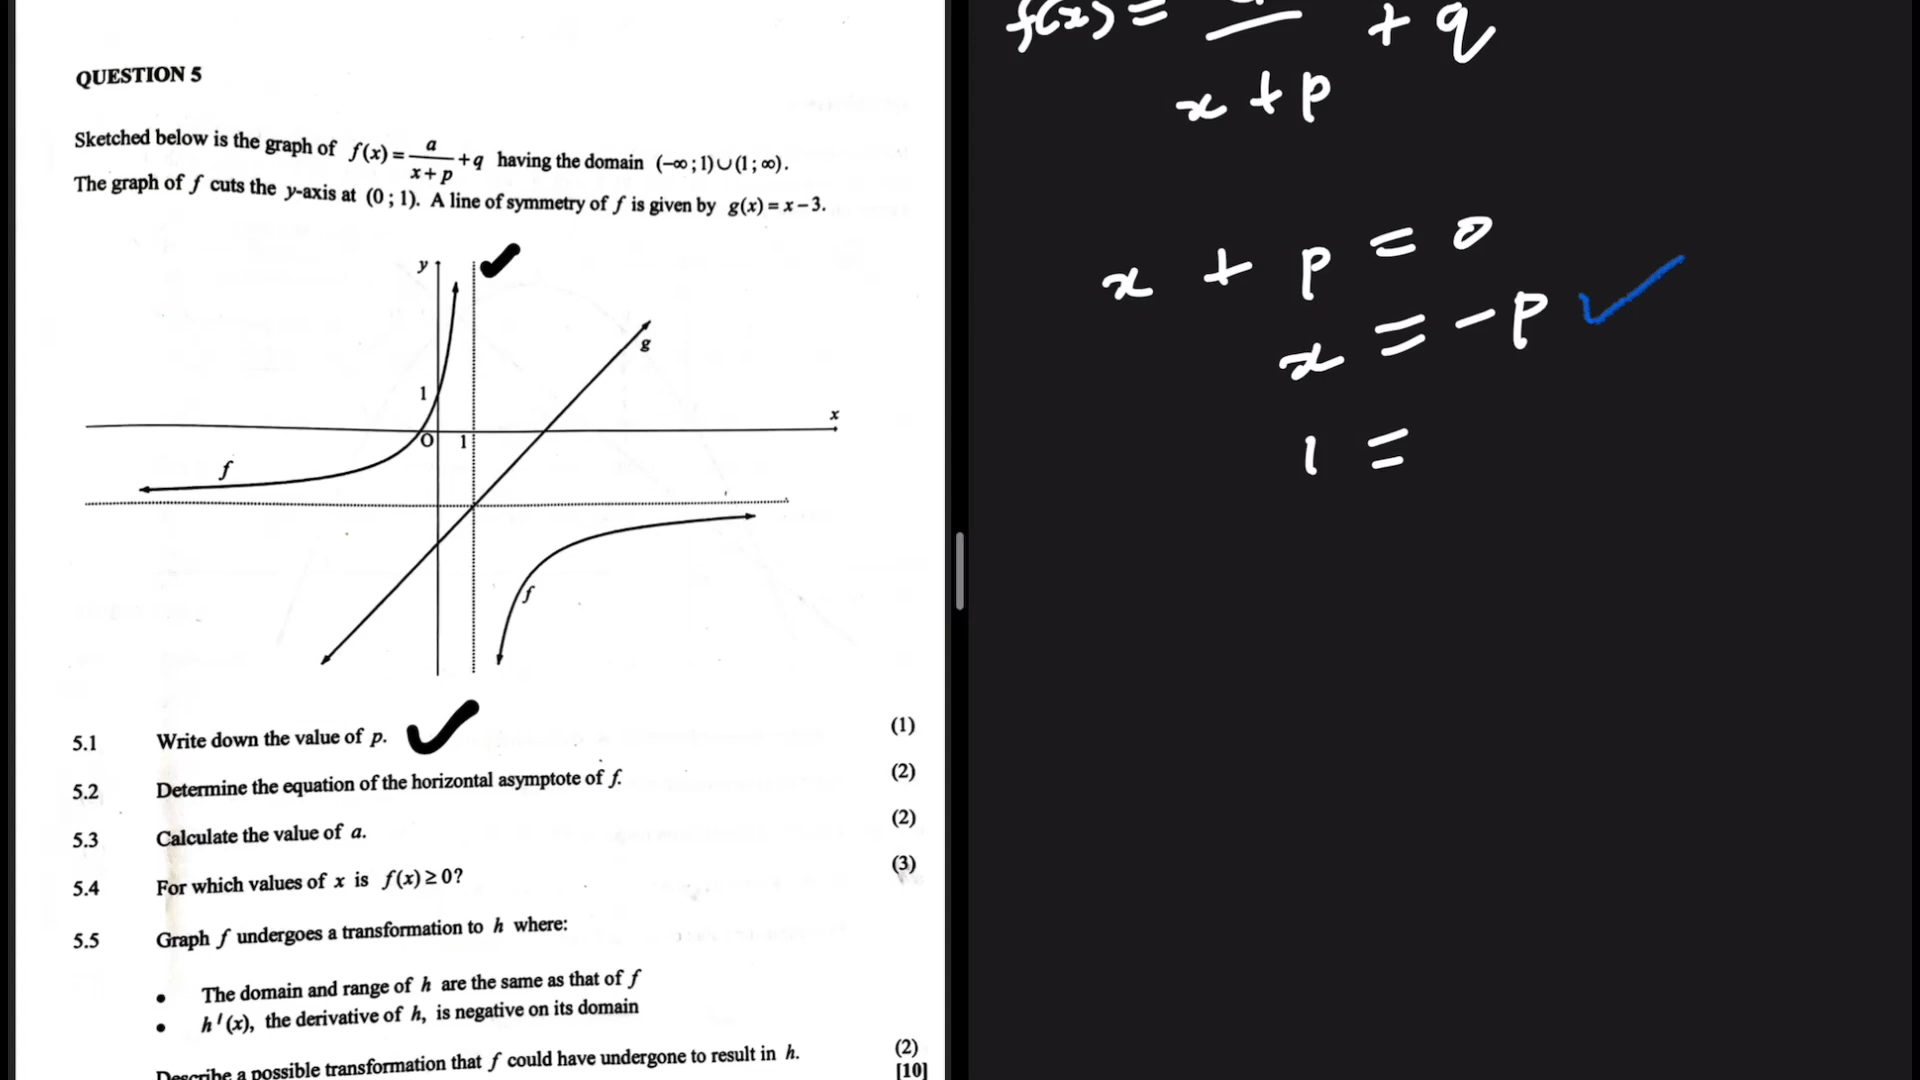 QUESTION 5
Sketched below is the graph of f(x) = a/(x+p) + q having the domain (−∞ ; 1) ∪ (1 ; ∞).
The graph of f cuts the y-axis at (0 ; 1). A line of symmetry of f is given by g(x) = x − 3.
y
g
1
x
O
1
f
f
5.1 Write down the value of p. (1)
5.2 Determine the equation of the horizontal asymptote of f. (2)
5.3 Calculate the value of a. (2)
5.4 For which values of x is f(x) ≥ 0? (3)
5.5 Graph f undergoes a transformation to h where:
• The domain and range of h are the same as that of f
• h′(x), the derivative of h, is negative on its domain
Describe a possible transformation that f could have undergone to result in h. (2)
[10]
f(x) = /(x + p) + q
x + p = 0
x = −p
1 =